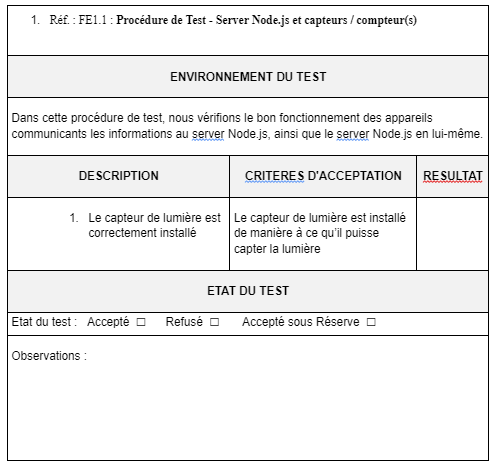 1. Réf. : FE1.1 : Procédure de Test - Server Node.js et capteurs / compteur(s)
ENVIRONNEMENT DU TEST
Dans cette procédure de test, nous vérifions le bon fonctionnement des appareils
communicants les informations au server Node.js, ainsi que le server Node.js en lui-même.
DESCRIPTION CRITERES D'ACCEPTATION RESULTAT
1. Le capteur de lumière est
correctement installé
Le capteur de lumière est installé
de manière à ce qu'il puisse
capter la lumière
ETAT DU TEST
Etat du test : Accepté ☐ Refusé ☐ Accepté sous Réserve ☐
Observations :